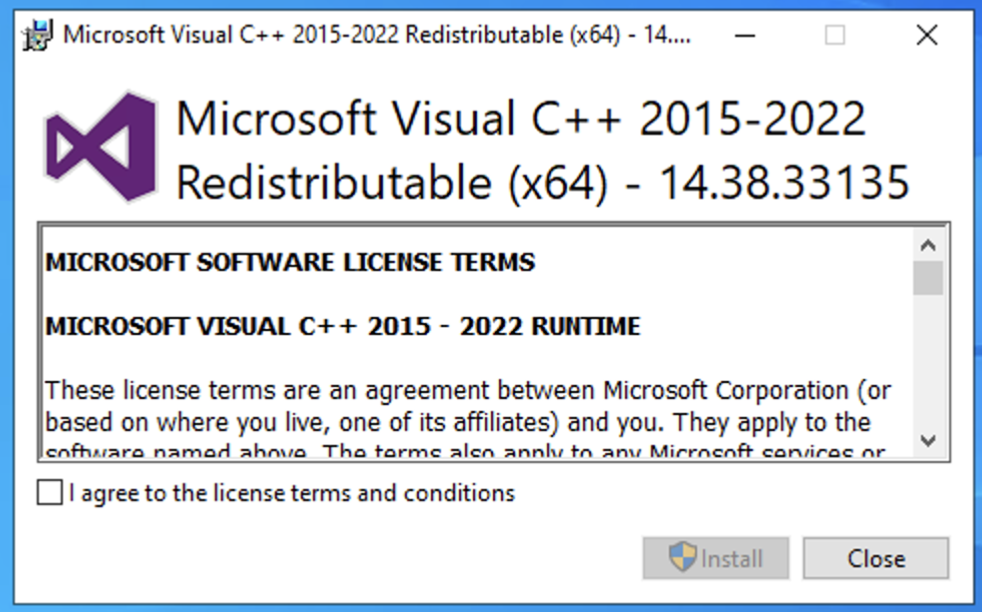 Microsoft Visual C++ 2015-2022 Redistributable (x64) - 14....
Microsoft Visual C++ 2015-2022
Redistributable (x64) - 14.38.33135
MICROSOFT SOFTWARE LICENSE TERMS
MICROSOFT VISUAL C++ 2015 - 2022 RUNTIME
These license terms are an agreement between Microsoft Corporation (or
based on where you live, one of its affiliates) and you. They apply to the
software named above. The terms also apply to any Microsoft services or
I agree to the license terms and conditions
Install
Close